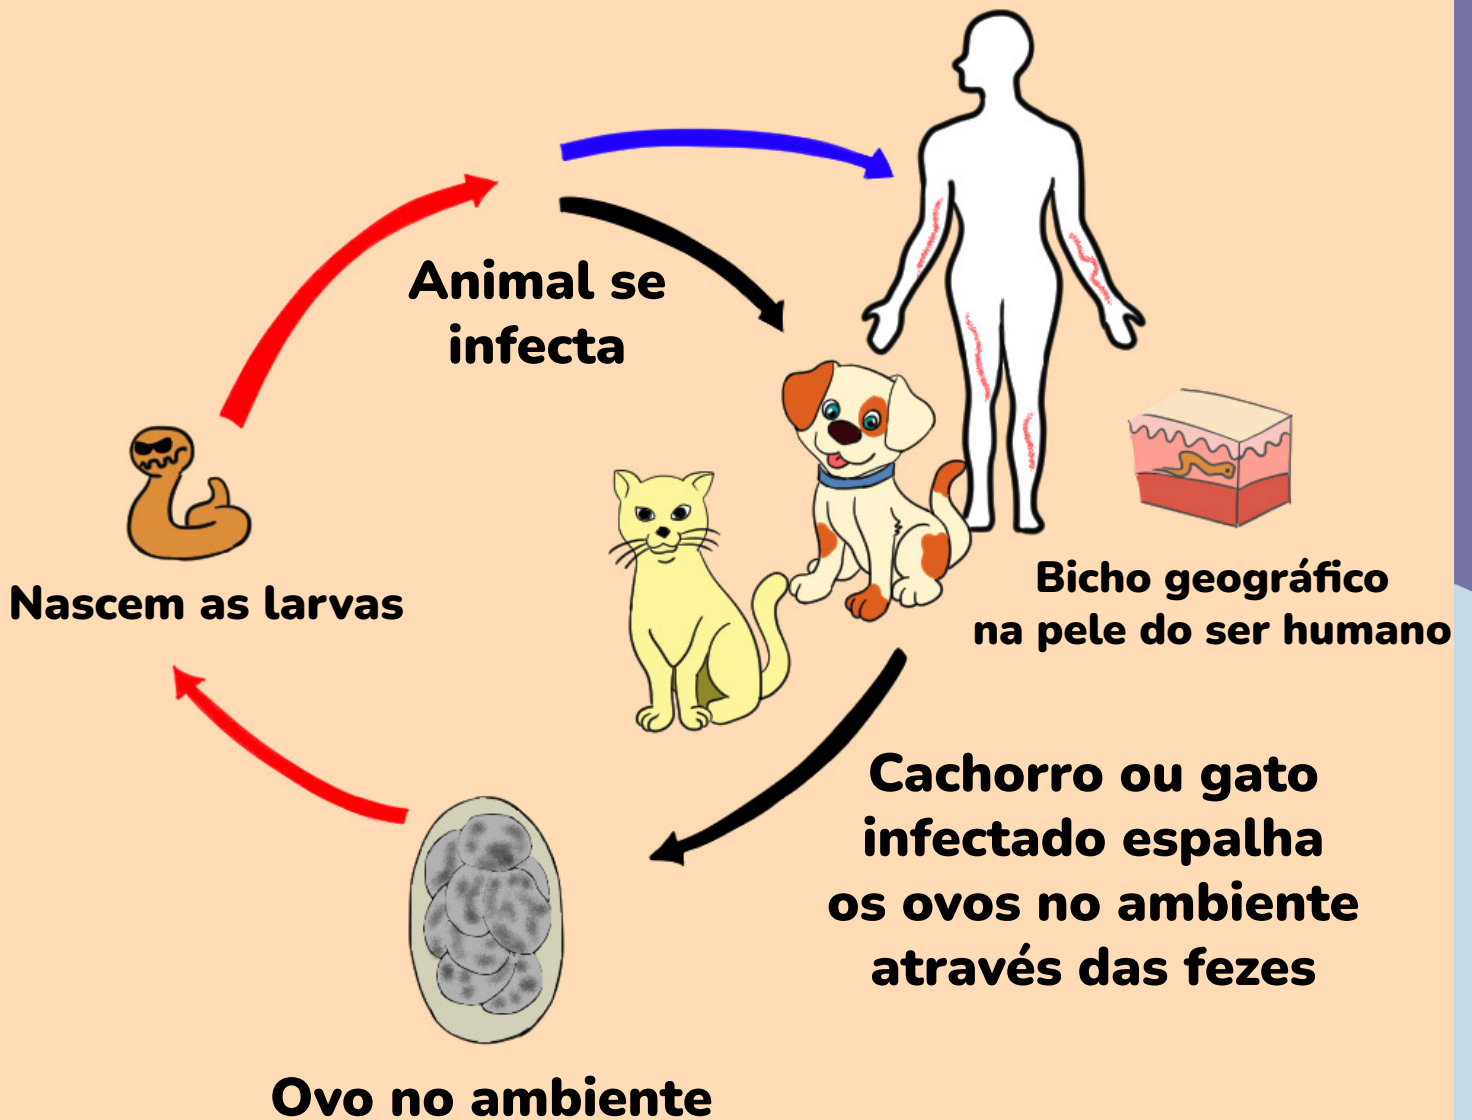 Animal se
infecta
Nascem as larvas
Bicho geográfico
na pele do ser humano
Cachorro ou gato
infectado espalha
os ovos no ambiente
através das fezes
Ovo no ambiente